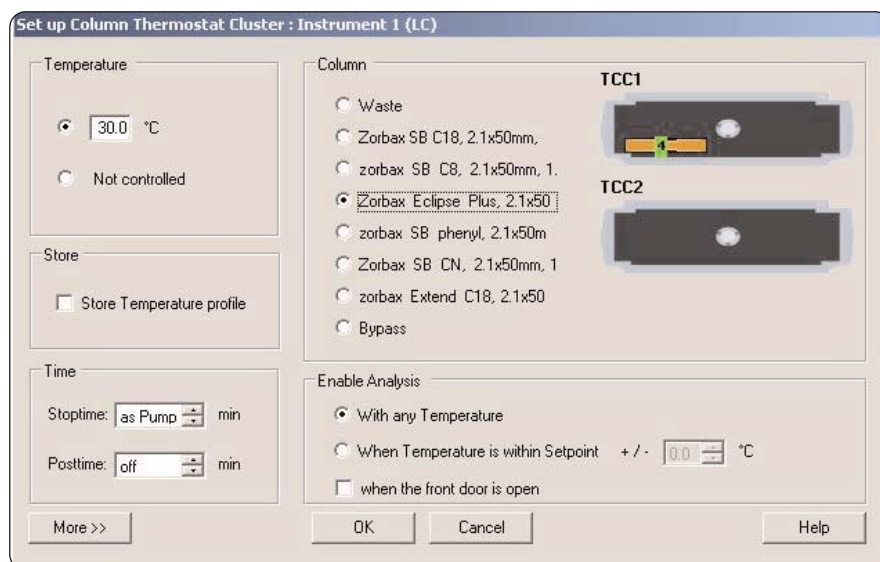 Set up Column Thermostat Cluster : Instrument 1 (LC)
Temperature
30.0 °C
Not controlled
Store
Store Temperature profile
Time
Stoptime: as Pump min
Posttime: off min
More >>
Column
Waste
Zorbax SB C18, 2.1x50mm,
zorbax SB C8, 2.1x50mm, 1.
Zorbax Eclipse Plus, 2.1x50
zorbax SB phenyl, 2.1x50m
Zorbax SB CN, 2.1x50mm, 1
zorbax Extend C18, 2.1x50
Bypass
TCC1
4
TCC2
Enable Analysis
With any Temperature
When Temperature is within Setpoint + / - 0.0 °C
when the front door is open
OK
Cancel
Help